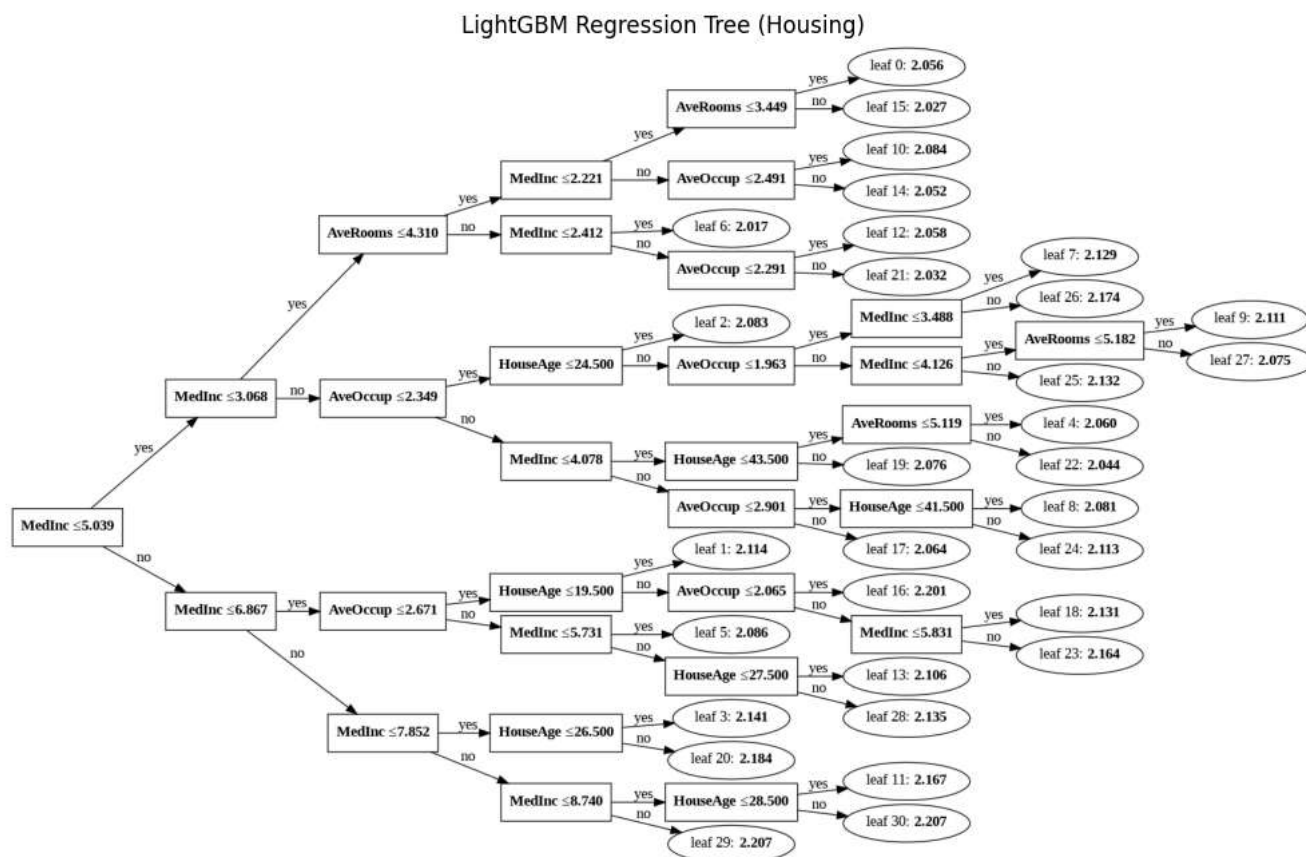 LightGBM Regression Tree (Housing)
leaf 0: 2.056
yes
AveRooms ≤3.449
no
leaf 15: 2.027
yes
leaf 10: 2.084
yes
MedInc ≤2.221
no
AveOccup ≤2.491
no
leaf 14: 2.052
yes
AveRooms ≤4.310
no
MedInc ≤2.412
yes
leaf 6: 2.017
no
leaf 12: 2.058
yes
AveOccup ≤2.291
no
leaf 21: 2.032
leaf 7: 2.129
yes
yes
MedInc ≤3.488
no
leaf 26: 2.174
leaf 2: 2.083
yes
yes
leaf 9: 2.111
yes
AveRooms ≤5.182
yes
HouseAge ≤24.500
no
AveOccup ≤1.963
no
MedInc ≤4.126
yes
no
leaf 27: 2.075
no
leaf 25: 2.132
MedInc ≤3.068
no
AveOccup ≤2.349
yes
no
AveRooms ≤5.119
yes
leaf 4: 2.060
yes
MedInc ≤4.078
yes
HouseAge ≤43.500
no
leaf 19: 2.076
no
leaf 22: 2.044
no
AveOccup ≤2.901
yes
HouseAge ≤41.500
yes
leaf 8: 2.081
MedInc ≤5.039
no
leaf 17: 2.064
no
leaf 24: 2.113
no
leaf 1: 2.114
yes
MedInc ≤6.867
yes
AveOccup ≤2.671
yes
HouseAge ≤19.500
no
AveOccup ≤2.065
yes
leaf 16: 2.201
no
MedInc ≤5.731
yes
leaf 5: 2.086
no
MedInc ≤5.831
yes
leaf 18: 2.131
no
leaf 23: 2.164
no
HouseAge ≤27.500
yes
leaf 13: 2.106
no
leaf 28: 2.135
no
MedInc ≤7.852
yes
HouseAge ≤26.500
yes
leaf 3: 2.141
no
leaf 20: 2.184
no
MedInc ≤8.740
yes
HouseAge ≤28.500
yes
leaf 11: 2.167
no
leaf 30: 2.207
no
leaf 29: 2.207